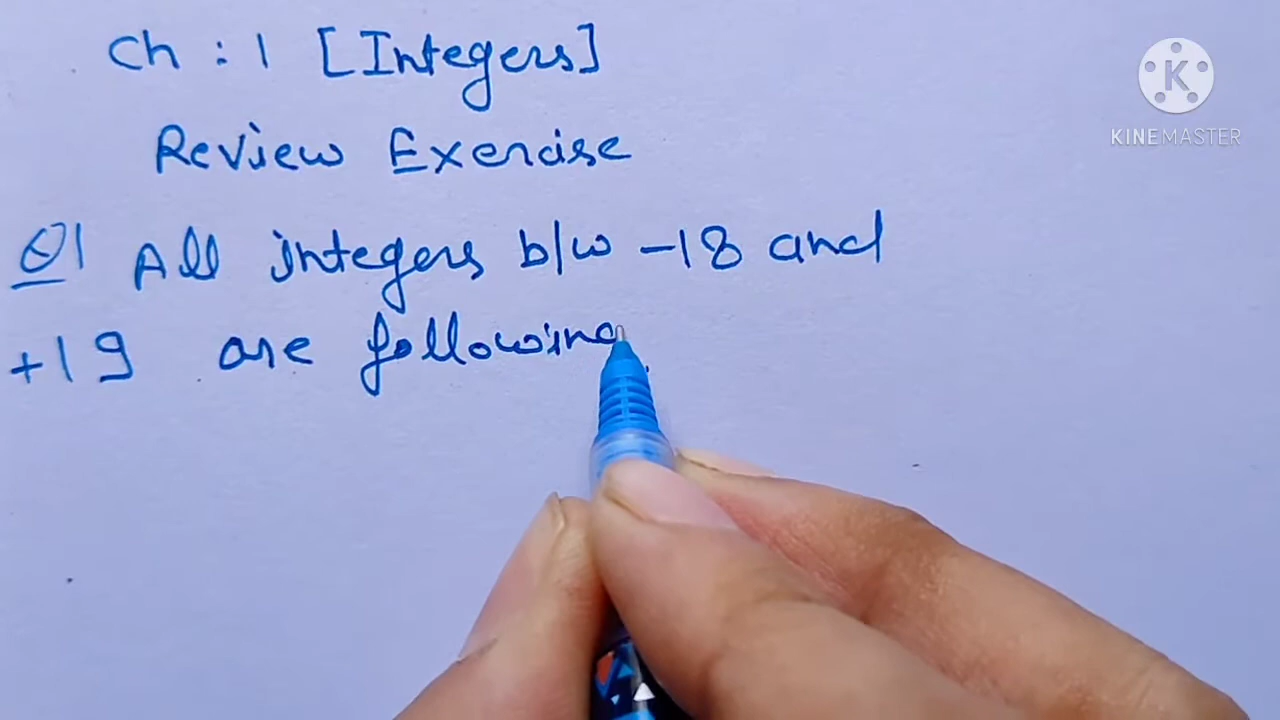 Ch : 1 [Integers]
K
KINEMASTER
Review Exercise
Q1 All integers b/w -18 and
+19 are following